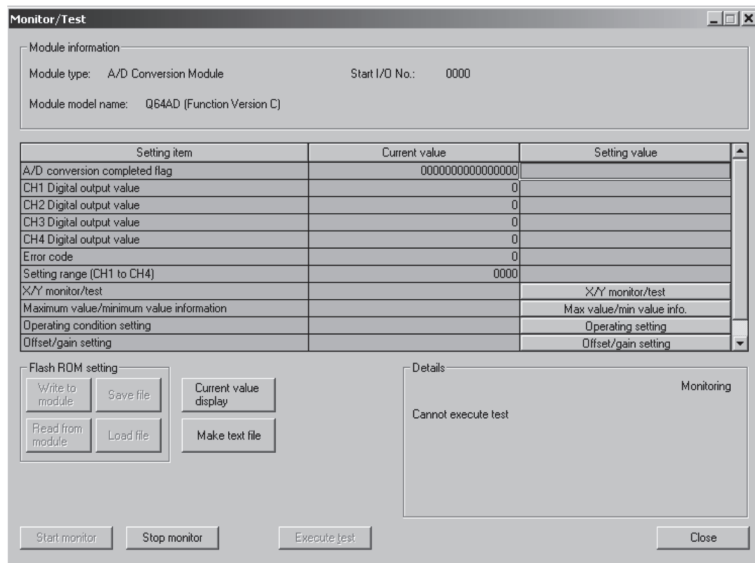 Monitor/Test
Module information
Module type: A/D Conversion Module Start I/O No.: 0000
Module model name: Q64AD (Function Version C)
Setting item Current value Setting value
A/D conversion completed flag 0000000000000000
CH1 Digital output value 0
CH2 Digital output value 0
CH3 Digital output value 0
CH4 Digital output value 0
Error code 0
Setting range (CH1 to CH4) 0000
X/Y monitor/test X/Y monitor/test
Maximum value/minimum value information Max value/min value info.
Operating condition setting Operating setting
Offset/gain setting Offset/gain setting
Flash ROM setting
Write to
module
Save file
Current value
display
Read from
module
Load file
Make text file
Details
Monitoring
Cannot execute test
Start monitor Stop monitor Execute test Close